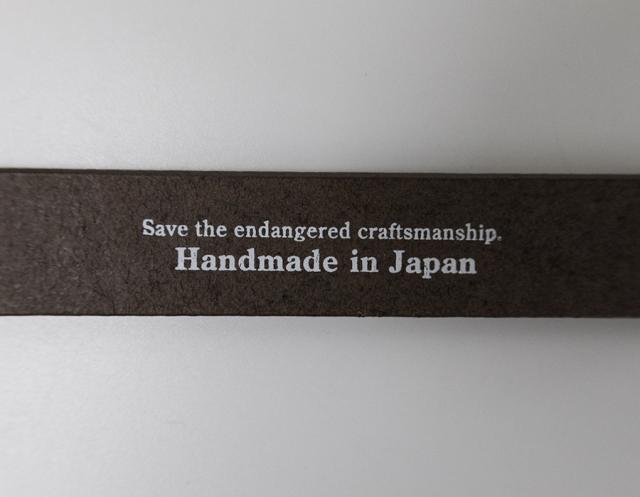 Save the endangered craftsmanship.
Handmade in Japan